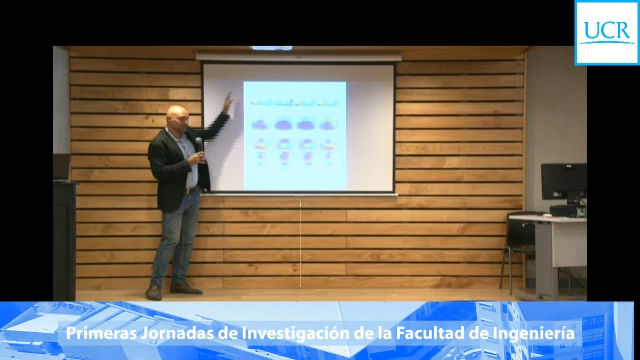 UCR
Primeras Jornadas de Investigación de la Facultad de Ingeniería